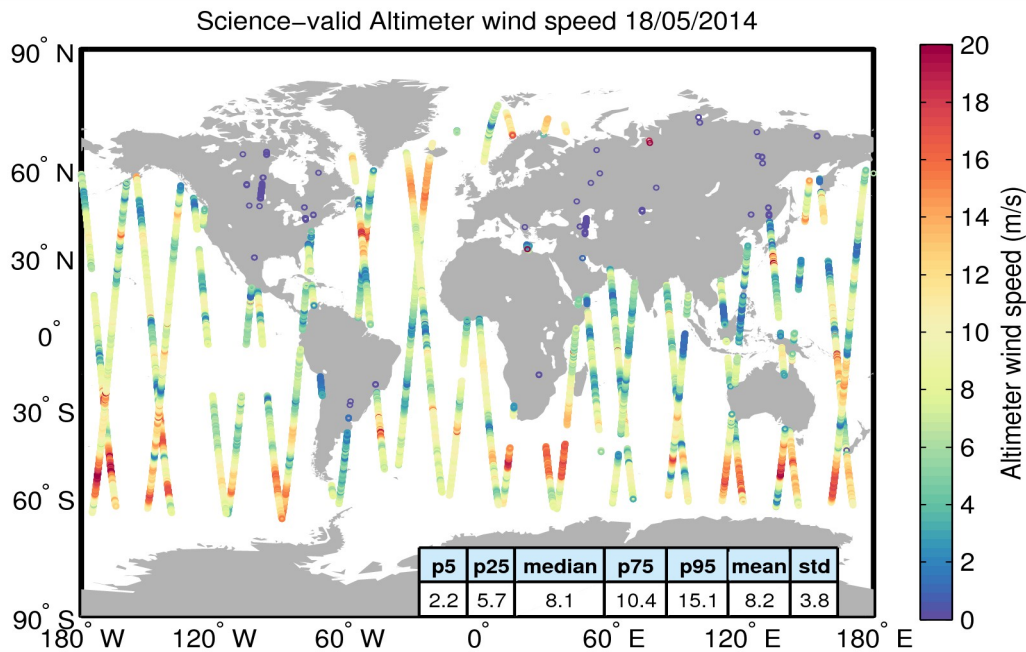 Science−valid Altimeter wind speed 18/05/2014
90° N
60° N
30° N
0°
30° S
60° S
90° S
180° W
120° W
60° W
0°
60° E
120° E
180° E
p5 p25 median p75 p95 mean std
2.2 5.7 8.1 10.4 15.1 8.2 3.8
20
18
16
14
12
10
8
6
4
2
0
Altimeter wind speed (m/s)